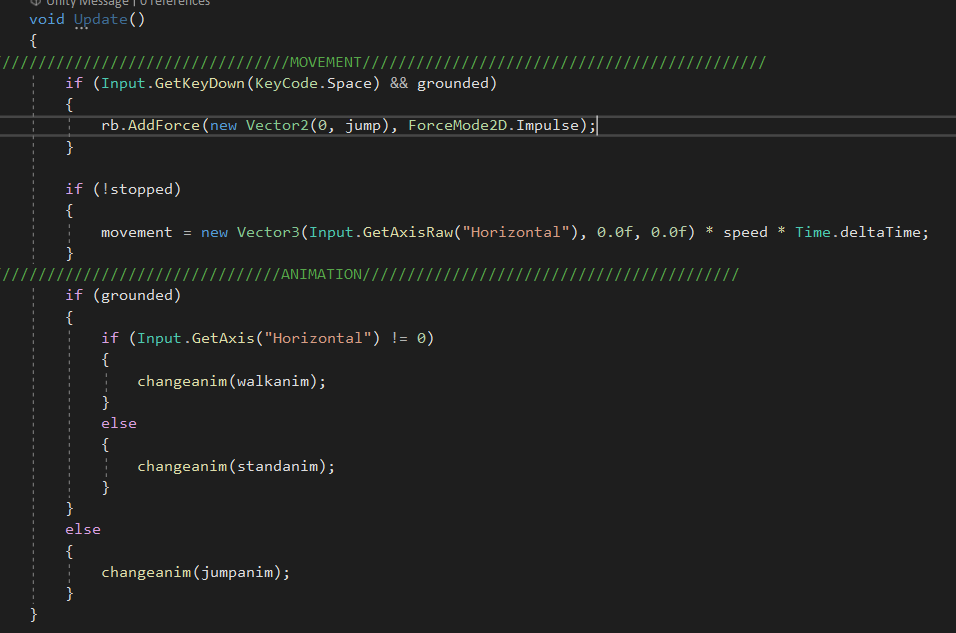 Unity Message | 0 references
void Update()
{
////////////////////////////////MOVEMENT/////////////////////////////////////////////
if (Input.GetKeyDown(KeyCode.Space) && grounded)
{
rb.AddForce(new Vector2(0, jump), ForceMode2D.Impulse);
}
if (!stopped)
{
movement = new Vector3(Input.GetAxisRaw("Horizontal"), 0.0f, 0.0f) * speed * Time.deltaTime;
}
///////////////////////////////ANIMATION//////////////////////////////////////////
if (grounded)
{
if (Input.GetAxis("Horizontal") != 0)
{
changeanim(walkanim);
}
else
{
changeanim(standanim);
}
}
else
{
changeanim(jumpanim);
}
}